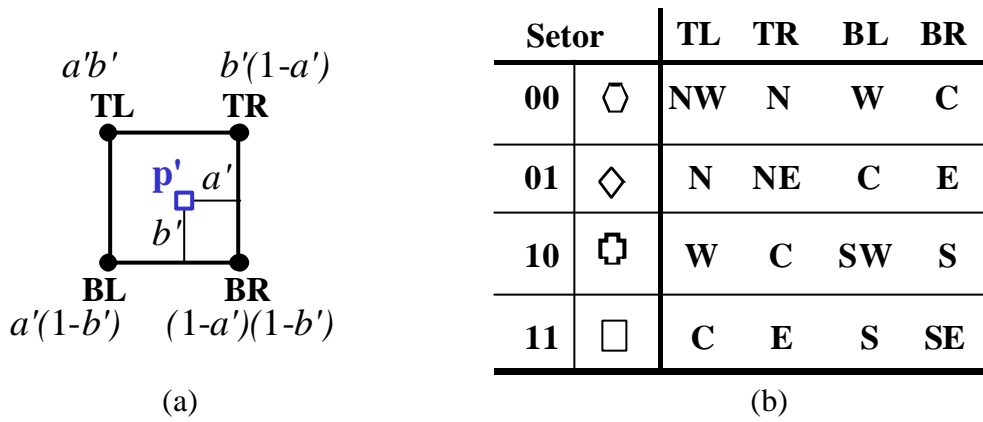 a'b' b'(1-a')
TL TR
p' a'
b'
BL BR
a'(1-b') (1-a')(1-b')
(a)
Setor TL TR BL BR
00 NW N W C
01 N NE C E
10 W C SW S
11 C E S SE
(b)